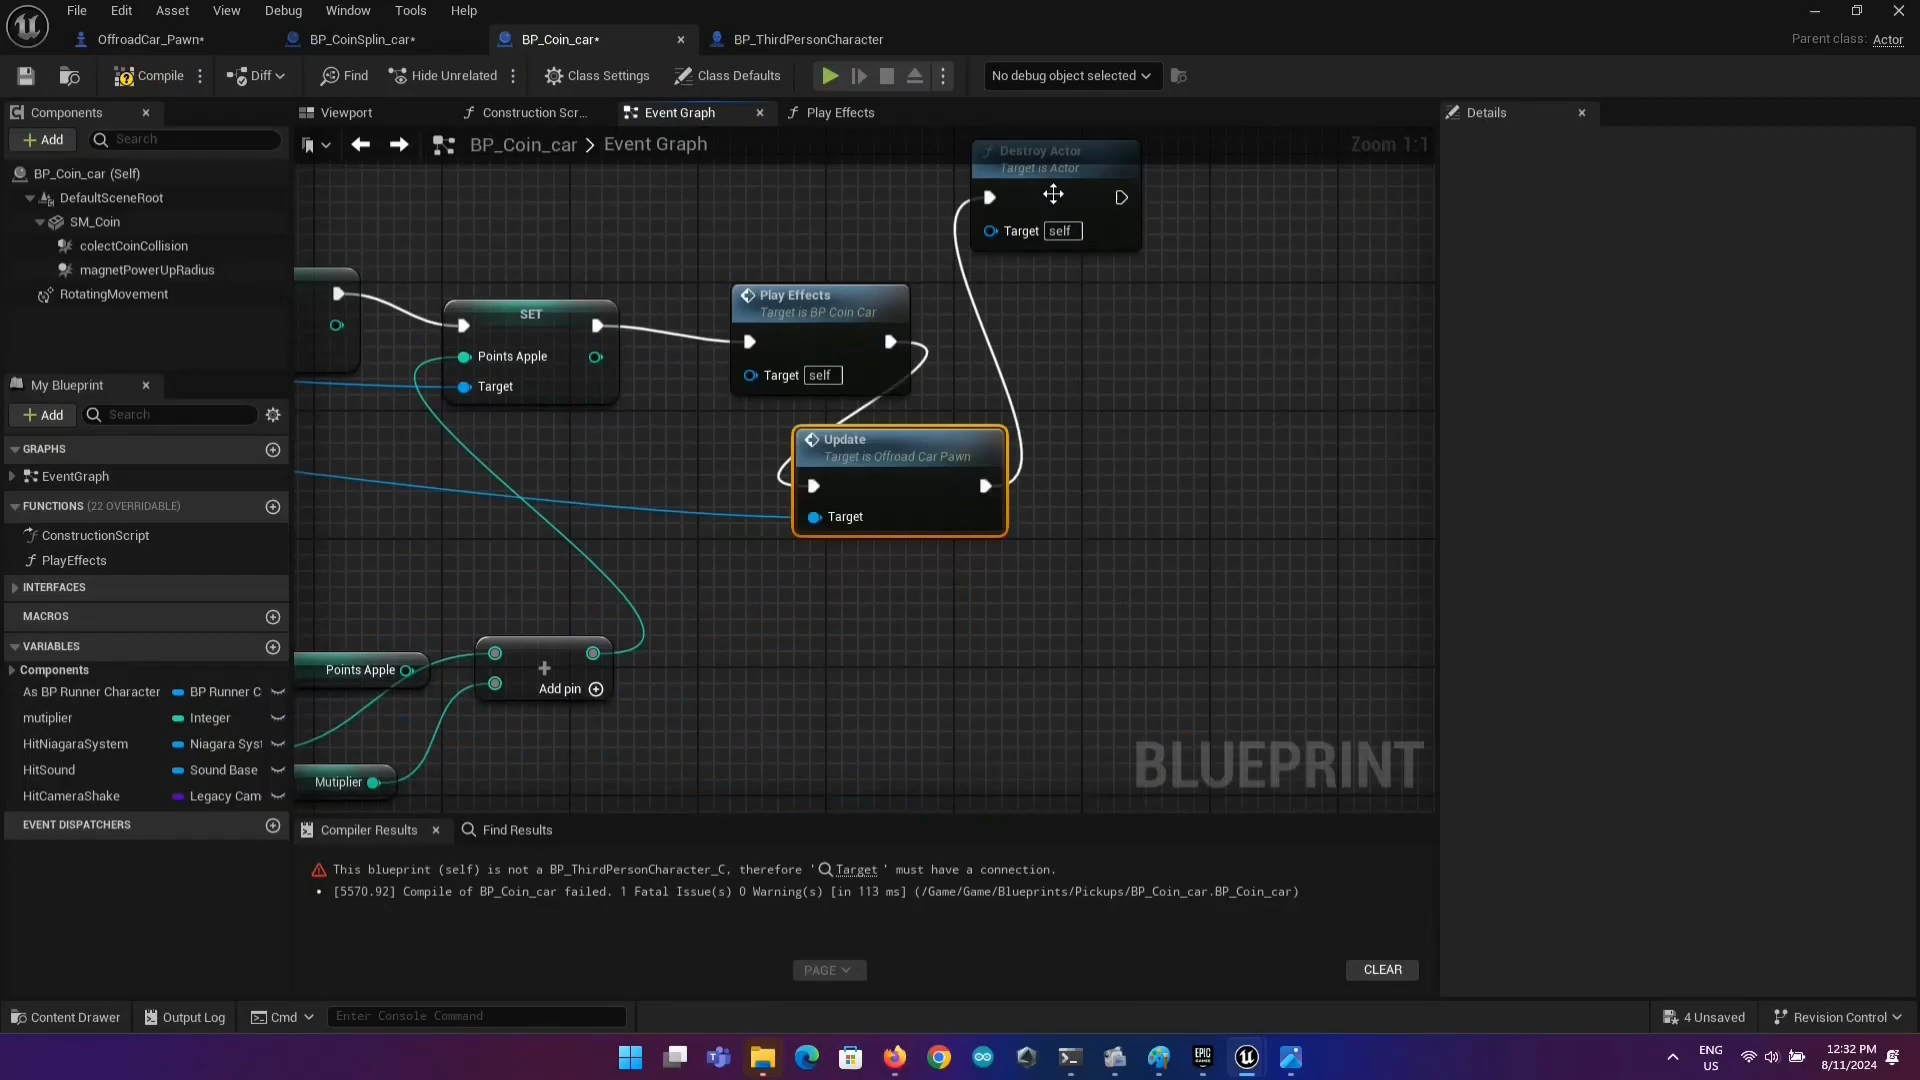 File Edit Asset View Debug Window Tools Help
OffroadCar_Pawn* BP_CoinSplin_car* BP_Coin_car* BP_ThirdPersonCharacter
Parent class: Actor
Compile Diff Find Hide Unrelated Class Settings Class Defaults No debug object selected
Components
Add Search
BP_Coin_car (Self)
DefaultSceneRoot
SM_Coin
colectCoinCollision
magnetPowerUpRadius
RotatingMovement
My Blueprint
Add Search
GRAPHS
EventGraph
FUNCTIONS (22 OVERRIDABLE)
ConstructionScript
PlayEffects
INTERFACES
MACROS
VARIABLES
Components
As BP Runner Character BP Runner C
mutiplier Integer
HitNiagaraSystem Niagara Syst
HitSound Sound Base
HitCameraShake Legacy Cam
EVENT DISPATCHERS
Viewport Construction Scr... Event Graph Play Effects
BP_Coin_car > Event Graph
Zoom 1:1
Destroy Actor
Target is Actor
Target self
SET
Points Apple
Target
Play Effects
Target is BP Coin Car
Target self
Update
Target is Offroad Car Pawn
Target
Points Apple
Add pin
Mutiplier
BLUEPRINT
Details
Compiler Results Find Results
This blueprint (self) is not a BP_ThirdPersonCharacter_C, therefore ' Target ' must have a connection.
[5570.92] Compile of BP_Coin_car failed. 1 Fatal Issue(s) 0 Warning(s) [in 113 ms] (/Game/Game/Blueprints/Pickups/BP_Coin_car.BP_Coin_car)
PAGE
CLEAR
Content Drawer Output Log Cmd Enter Console Command
4 Unsaved Revision Control
EPIC GAMES
ENG
US
12:32 PM
8/11/2024